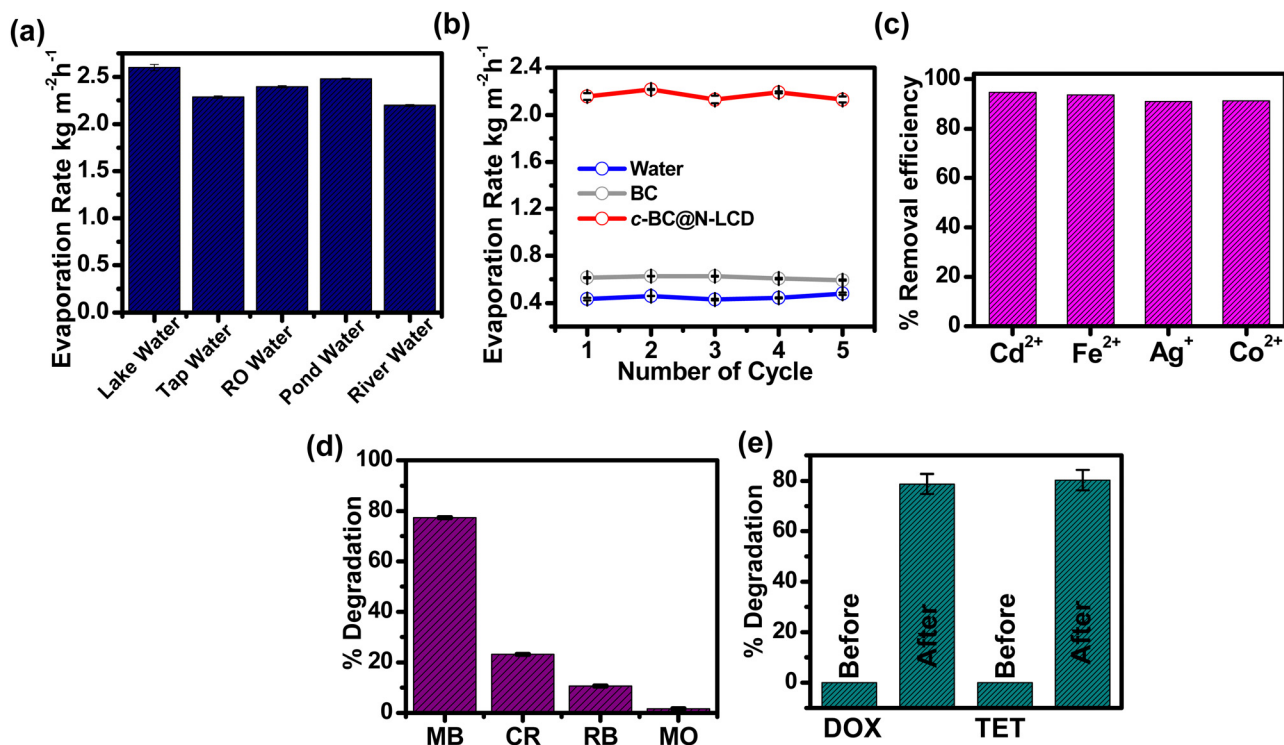 (a)
Evaporation Rate kg m⁻²h⁻¹
2.5
2.0
1.5
1.0
0.5
0.0
Lake Water
Tap Water
RO Water
Pond Water
River Water
(b)
Evaporation Rate kg m⁻²h⁻¹
2.4
2.0
1.6
1.2
0.8
0.4
Water
BC
c-BC@N-LCD
1 2 3 4 5
Number of Cycle
(c)
% Removal efficiency
100
80
60
40
20
0
Cd²⁺ Fe²⁺ Ag⁺ Co²⁺
(d)
% Degradation
100
80
60
40
20
0
MB CR RB MO
(e)
% Degradation
80
60
40
20
0
Before
After
Before
After
DOX TET